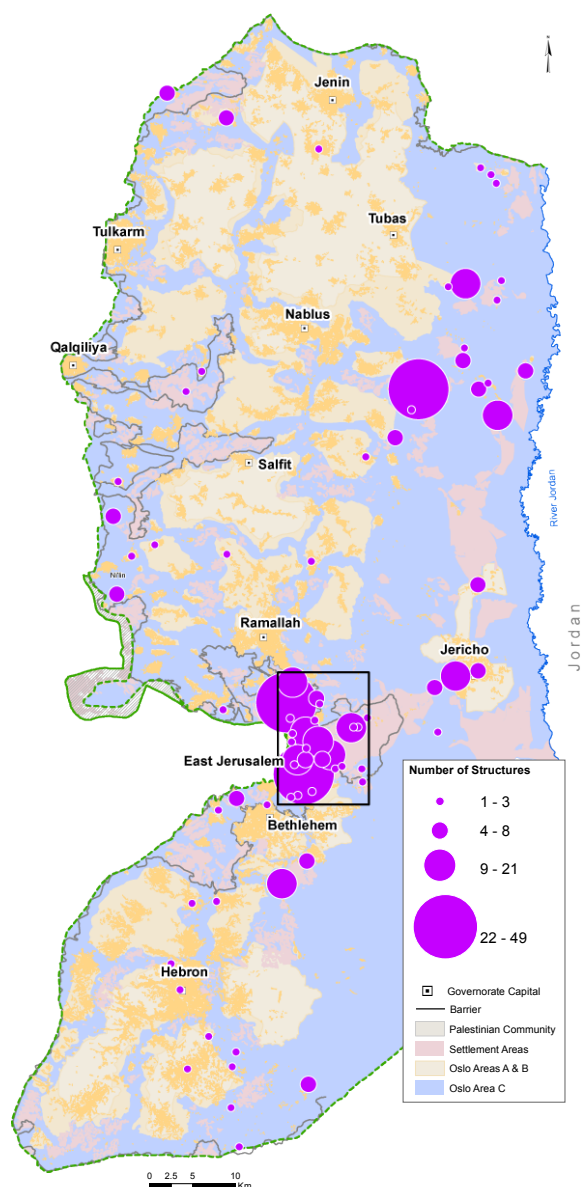 N
Jenin
Tubas
Tulkarm
Nablus
Qalqiliya
Salfit
River Jordan
Ni'lin
Ramallah
Jericho
Jordan
East Jerusalem
Bethlehem
Hebron
Number of Structures
1 - 3
4 - 8
9 - 21
22 - 49
Governorate Capital
Barrier
Palestinian Community
Settlement Areas
Oslo Areas A & B
Oslo Area C
0 2.5 5 10
Km